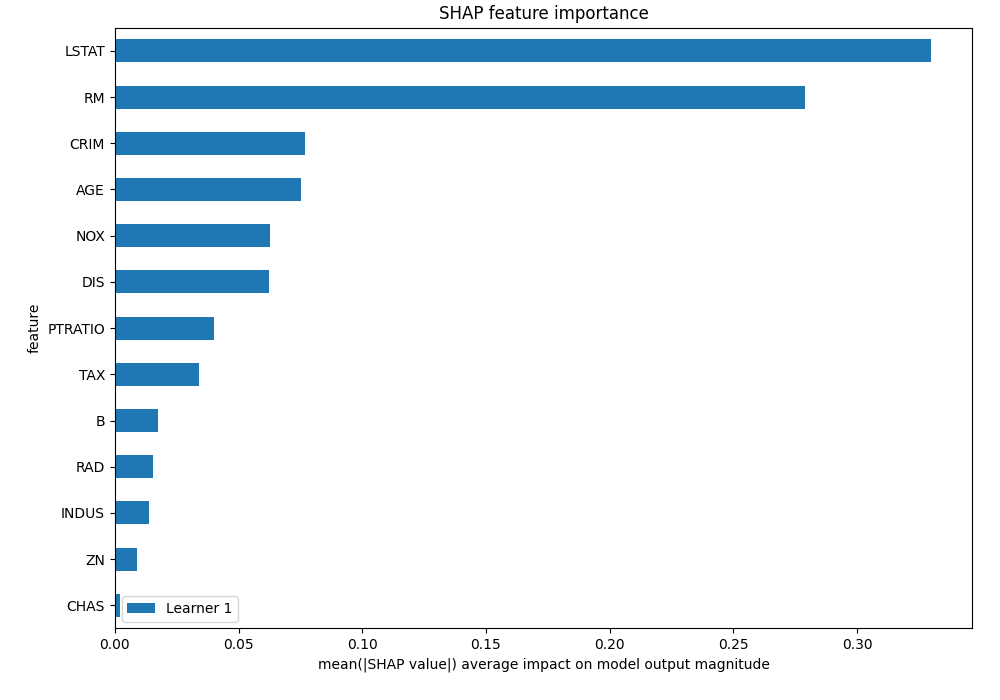 SHAP feature importance
LSTAT
RM
CRIM
AGE
NOX
DIS
PTRATIO
TAX
B
RAD
INDUS
ZN
CHAS
feature
Learner 1
0.00 0.05 0.10 0.15 0.20 0.25 0.30
mean(|SHAP value|) average impact on model output magnitude